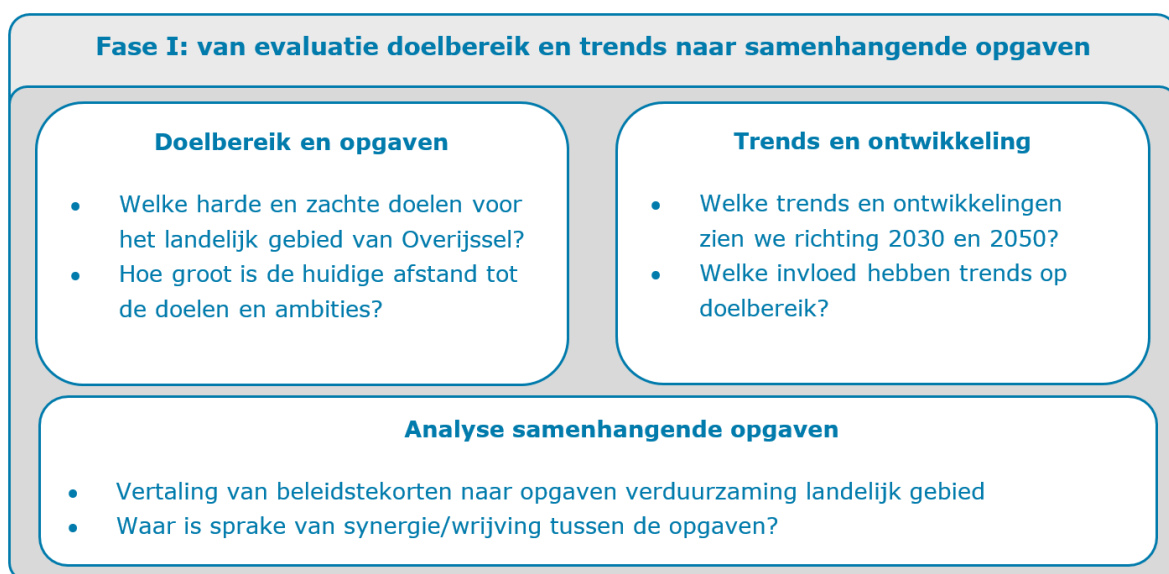 Fase I: van evaluatie doelbereik en trends naar samenhangende opgaven
Doelbereik en opgaven
• Welke harde en zachte doelen voor
het landelijk gebied van Overijssel?
• Hoe groot is de huidige afstand tot
de doelen en ambities?
Trends en ontwikkeling
• Welke trends en ontwikkelingen
zien we richting 2030 en 2050?
• Welke invloed hebben trends op
doelbereik?
Analyse samenhangende opgaven
• Vertaling van beleidstekorten naar opgaven verduurzaming landelijk gebied
• Waar is sprake van synergie/wrijving tussen de opgaven?